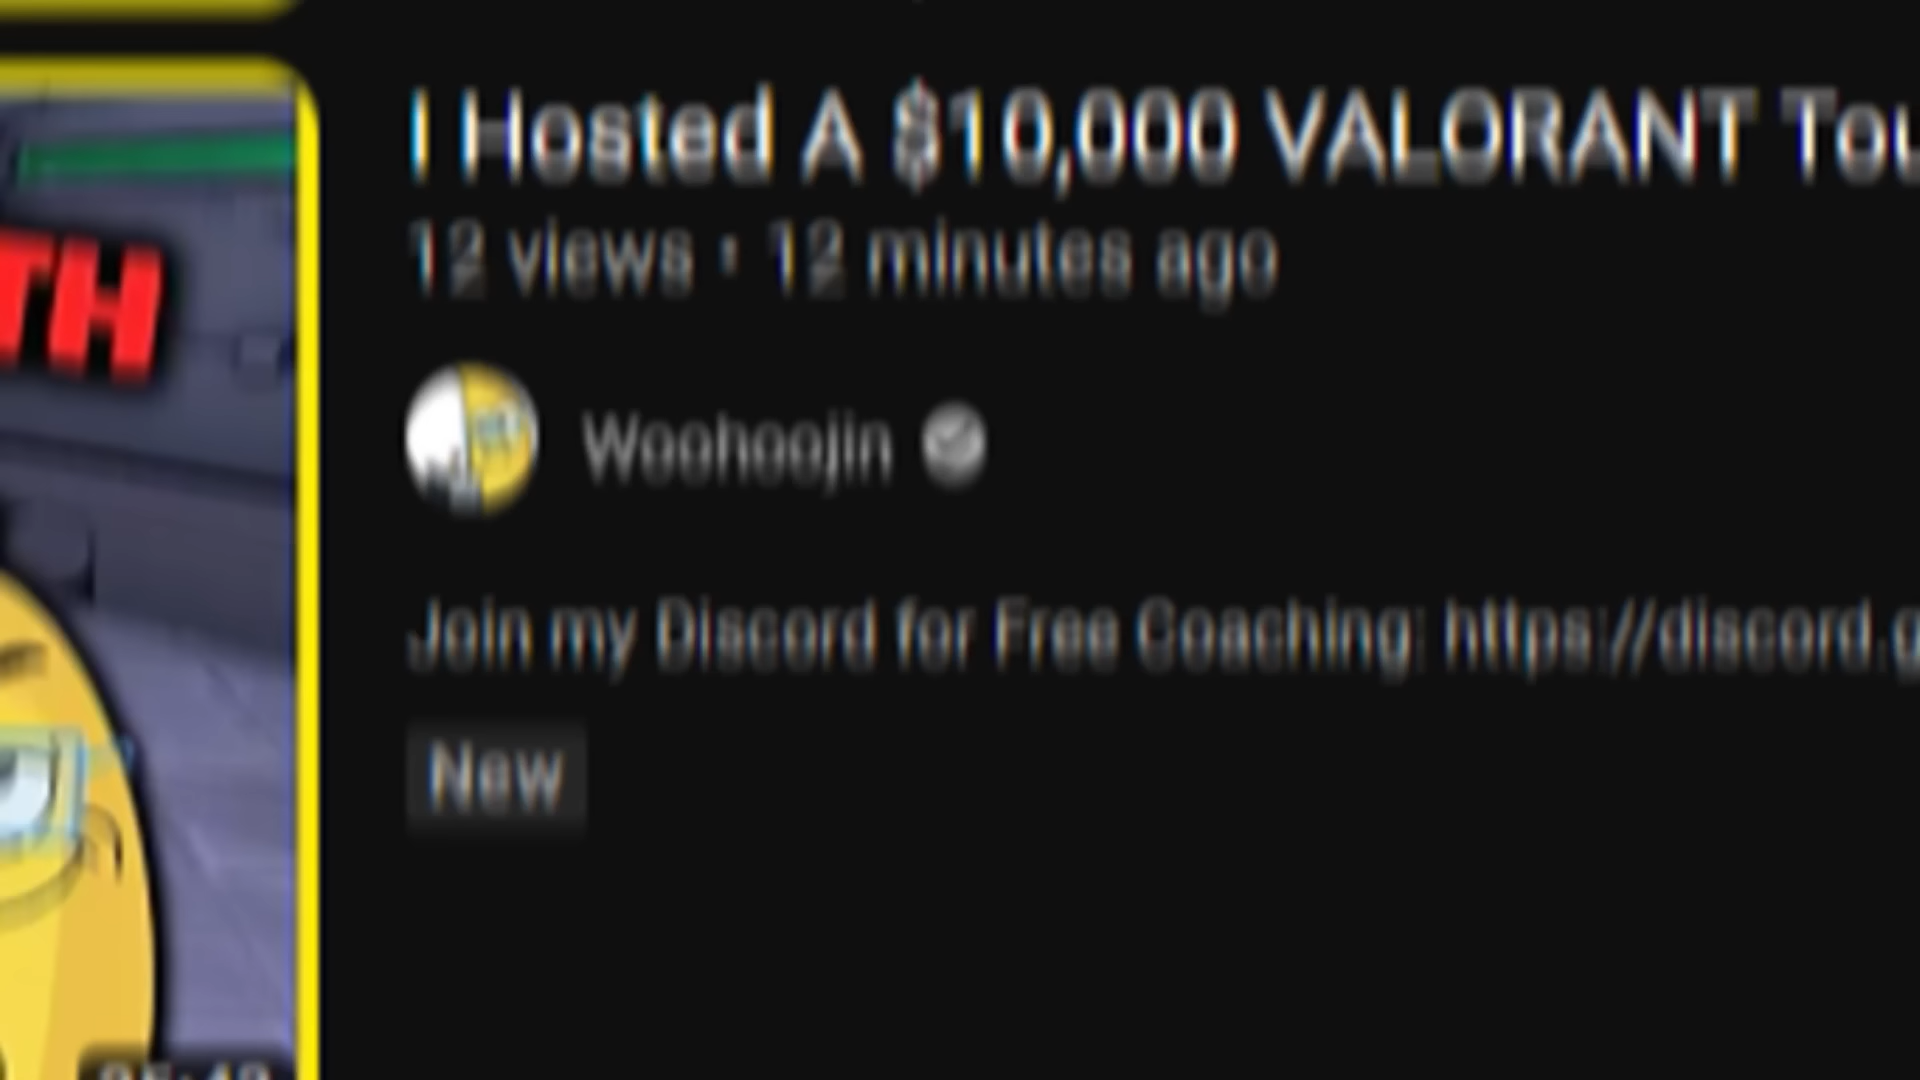 I Hosted A $10,000 VALORANT Tou
12 views • 12 minutes ago
TH
Woohoojin
Join my Discord for Free Coaching: https://discord.g
New